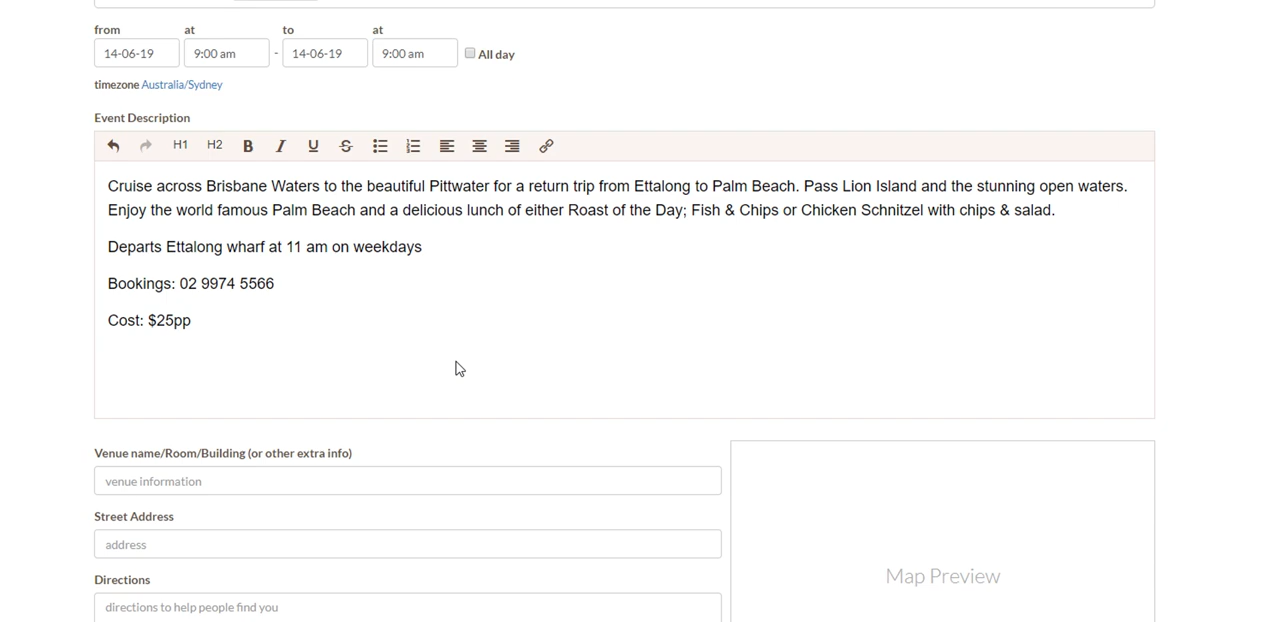 from at to at
14-06-19 9:00 am - 14-06-19 9:00 am All day
timezone Australia/Sydney
Event Description
H1 H2 B I U S
Cruise across Brisbane Waters to the beautiful Pittwater for a return trip from Ettalong to Palm Beach. Pass Lion Island and the stunning open waters.
Enjoy the world famous Palm Beach and a delicious lunch of either Roast of the Day; Fish & Chips or Chicken Schnitzel with chips & salad.
Departs Ettalong wharf at 11 am on weekdays
Bookings: 02 9974 5566
Cost: $25pp
Venue name/Room/Building (or other extra info)
venue information
Street Address
address
Directions
directions to help people find you
Map Preview